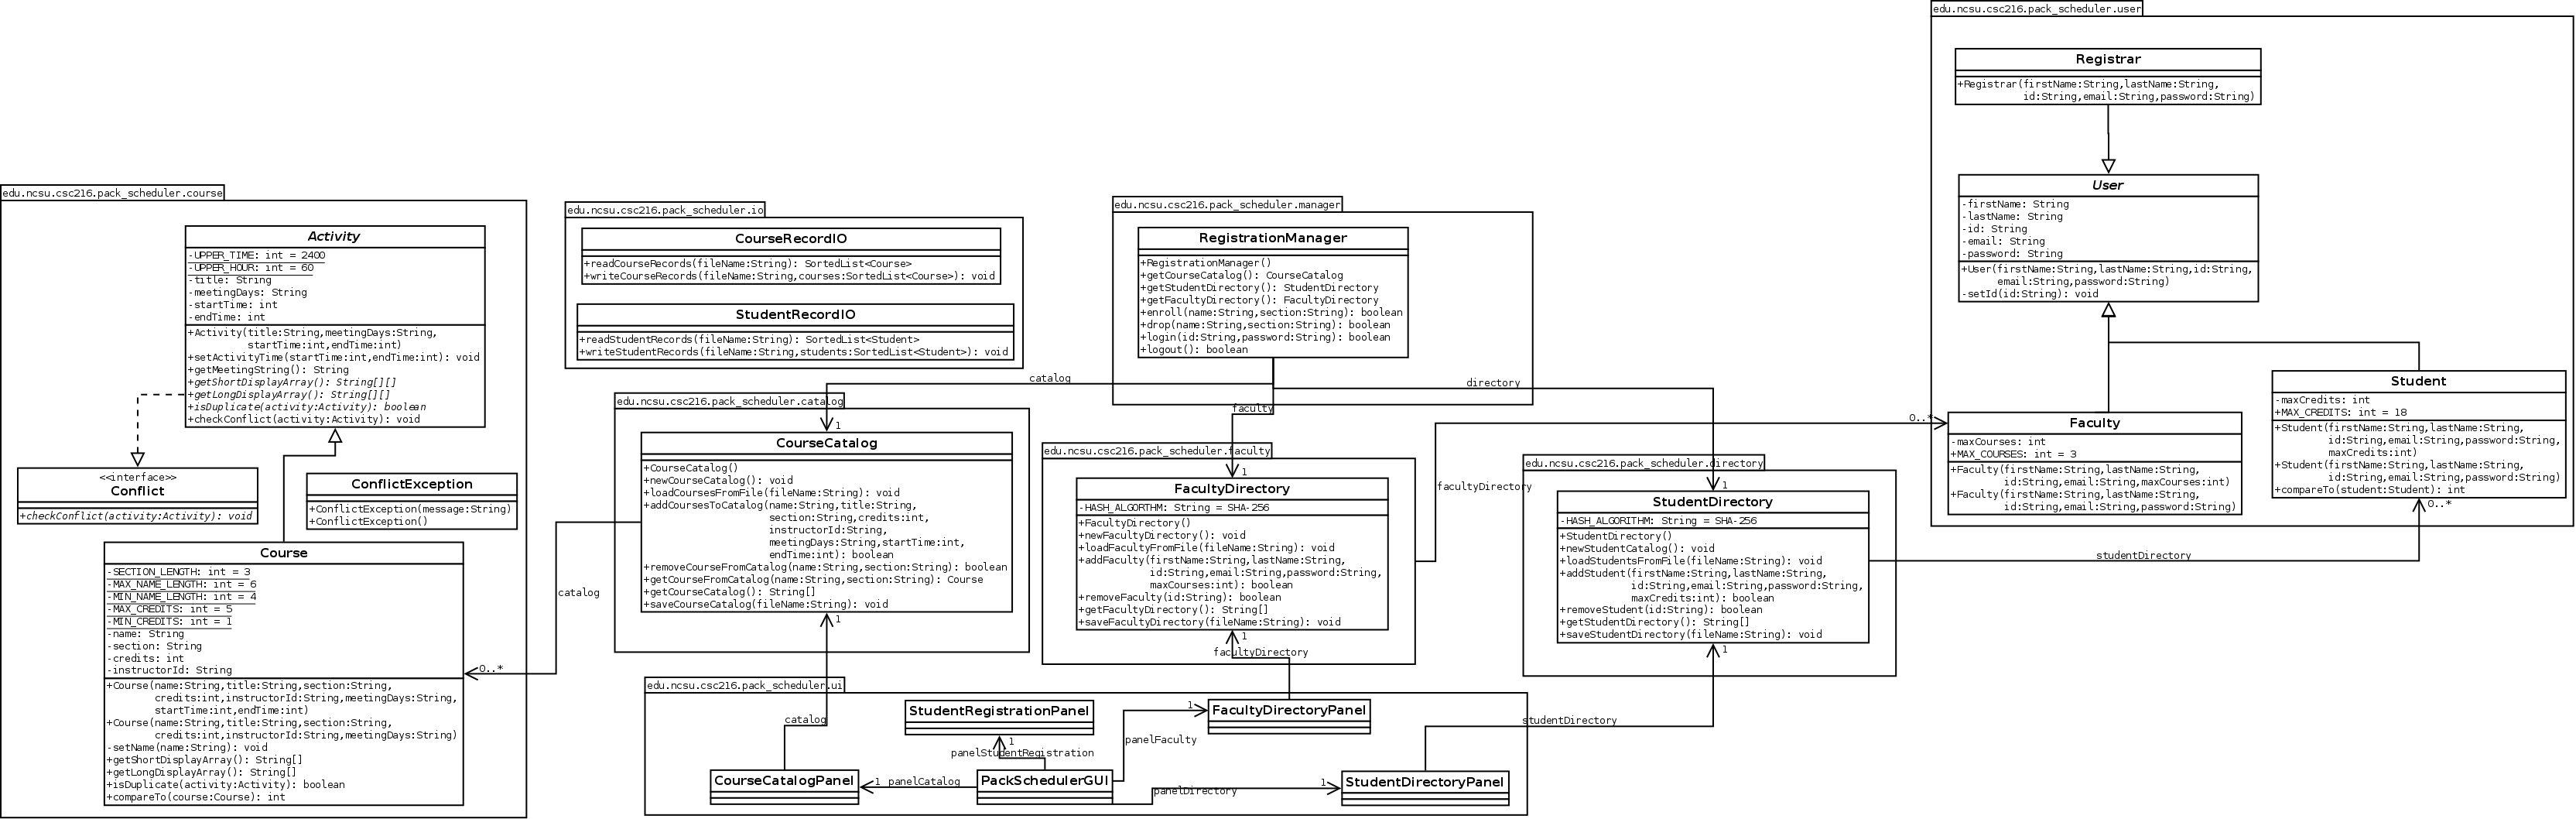 edu.ncsu.csc216.pack_scheduler.course
Activity
-UPPER_TIME: int = 2400
-UPPER_HOUR: int = 60
-title: String
-meetingDays: String
-startTime: int
-endTime: int
+Activity(title:String,meetingDays:String,
startTime:int,endTime:int)
+setActivityTime(startTime:int,endTime:int): void
+getMeetingString(): String
+getShortDisplayArray(): String[][]
+getLongDisplayArray(): String[][]
+isDuplicate(activity:Activity): boolean
+checkConflict(activity:Activity): void
<<interface>>
Conflict
+checkConflict(activity:Activity): void
ConflictException
+ConflictException(message:String)
+ConflictException()
Course
-SECTION_LENGTH: int = 3
-MAX_NAME_LENGTH: int = 6
-MIN_NAME_LENGTH: int = 4
-MAX_CREDITS: int = 5
-MIN_CREDITS: int = 1
-name: String
-section: String
-credits: int
-instructorId: String
+Course(name:String,title:String,section:String,
credits:int,instructorId:String,meetingDays:String,
startTime:int,endTime:int)
+Course(name:String,title:String,section:String,
credits:int,instructorId:String,meetingDays:String)
-setName(name:String): void
+getShortDisplayArray(): String[]
+getLongDisplayArray(): String[]
+isDuplicate(activity:Activity): boolean
+compareTo(course:Course): int
0..*
catalog
edu.ncsu.csc216.pack_scheduler.io
CourseRecordIO
+readCourseRecords(fileName:String): SortedList<Course>
+writeCourseRecords(fileName:String,courses:SortedList<Course>): void
StudentRecordIO
+readStudentRecords(fileName:String): SortedList<Student>
+writeStudentRecords(fileName:String,students:SortedList<Student>): void
edu.ncsu.csc216.pack_scheduler.manager
RegistrationManager
+RegistrationManager()
+getCourseCatalog(): CourseCatalog
+getStudentDirectory(): StudentDirectory
+getFacultyDirectory(): FacultyDirectory
+enroll(name:String,section:String): boolean
+drop(name:String,section:String): boolean
+login(id:String,password:String): boolean
+logout(): boolean
catalog
directory
faculty
edu.ncsu.csc216.pack_scheduler.catalog
1
CourseCatalog
+CourseCatalog()
+newCourseCatalog(): void
+loadCoursesFromFile(fileName:String): void
+addCoursesToCatalog(name:String,title:String,
section:String,credits:int,
instructorId:String,
meetingDays:String,startTime:int,
endTime:int): boolean
+removeCourseFromCatalog(name:String,section:String): boolean
+getCourseFromCatalog(name:String,section:String): Course
+getCourseCatalog(): String[]
+saveCourseCatalog(fileName:String): void
1
edu.ncsu.csc216.pack_scheduler.faculty
1
FacultyDirectory
-HASH_ALGORTHM: String = SHA-256
+FacultyDirectory()
+newFacultyDirectory(): void
+loadFacultyFromFile(fileName:String): void
+addFaculty(firstName:String,lastName:String,
id:String,email:String,password:String,
maxCourses:int): boolean
+removeFaculty(id:String): boolean
+getFacultyDirectory(): String[]
+saveFacultyDirectory(fileName:String): void
1
facultyDirectory
facultyDirectory
edu.ncsu.csc216.pack_scheduler.directory
1
StudentDirectory
-HASH_ALGORITHM: String = SHA-256
+StudentDirectory()
+newStudentCatalog(): void
+loadStudentsFromFile(fileName:String): void
+addStudent(firstName:String,lastName:String,
id:String,email:String,password:String,
maxCredits:int): boolean
+removeStudent(id:String): boolean
+getStudentDirectory(): String[]
+saveStudentDirectory(fileName:String): void
1
studentDirectory
edu.ncsu.csc216.pack_scheduler.user
Registrar
+Registrar(firstName:String,lastName:String,
id:String,email:String,password:String)
User
-firstName: String
-lastName: String
-id: String
-email: String
-password: String
+User(firstName:String,lastName:String,id:String,
email:String,password:String)
-setId(id:String): void
0..*
Faculty
-maxCourses: int
+MAX_COURSES: int = 3
+Faculty(firstName:String,lastName:String,
id:String,email:String,maxCourses:int)
+Faculty(firstName:String,lastName:String,
id:String,email:String,password:String)
Student
-maxCredits: int
+MAX_CREDITS: int = 18
+Student(firstName:String,lastName:String,
id:String,email:String,password:String,
maxCredits:int)
+Student(firstName:String,lastName:String,
id:String,email:String,password:String)
+compareTo(student:Student): int
0..*
edu.ncsu.csc216.pack_scheduler.ui
StudentRegistrationPanel
1
panelStudentRegistration
1
FacultyDirectoryPanel
panelFaculty
catalog
studentDirectory
CourseCatalogPanel
1 panelCatalog
PackSchedulerGUI
panelDirectory
1
StudentDirectoryPanel